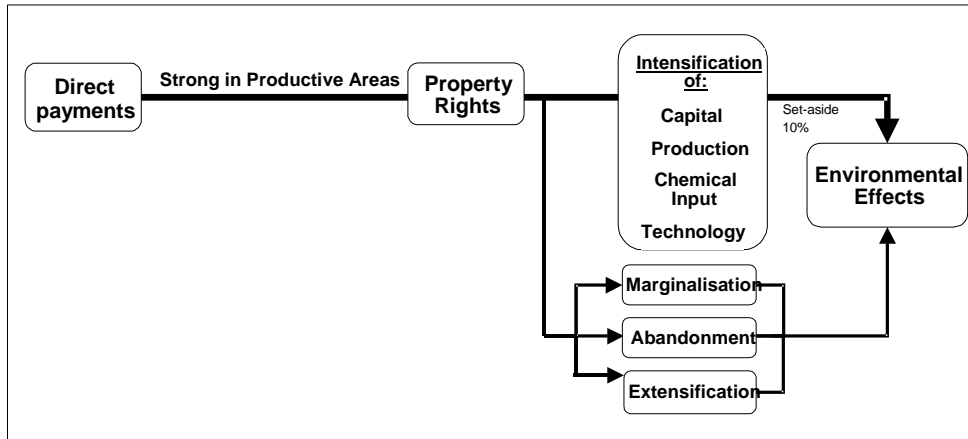 Direct
payments
Strong in Productive Areas
Property
Rights
Intensification
of:
Capital
Production
Chemical
Input
Technology
Set-aside
10%
Environmental
Effects
Marginalisation
Abandonment
Extensification